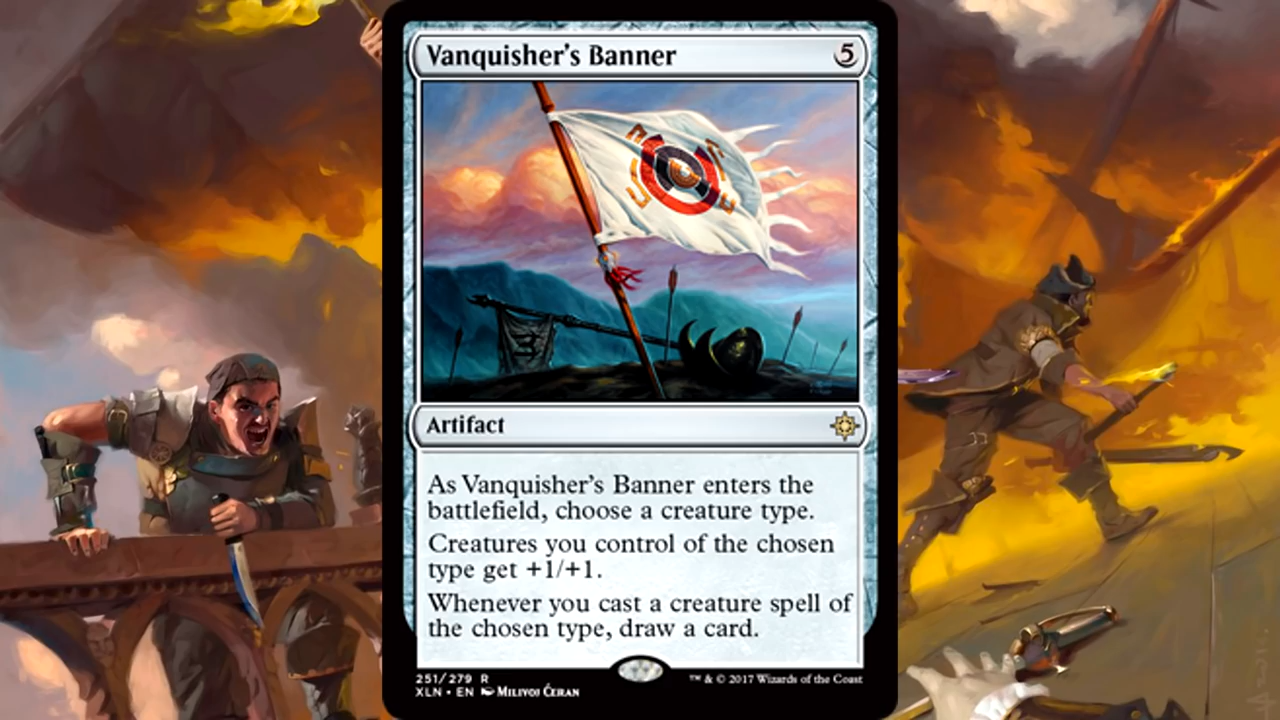 Vanquisher's Banner 5
Artifact
As Vanquisher's Banner enters the
battlefield, choose a creature type.
Creatures you control of the chosen
type get +1/+1.
Whenever you cast a creature spell of
the chosen type, draw a card.
251/279 R
XLN • EN Milivoj Ćeran
™ & © 2017 Wizards of the Coast